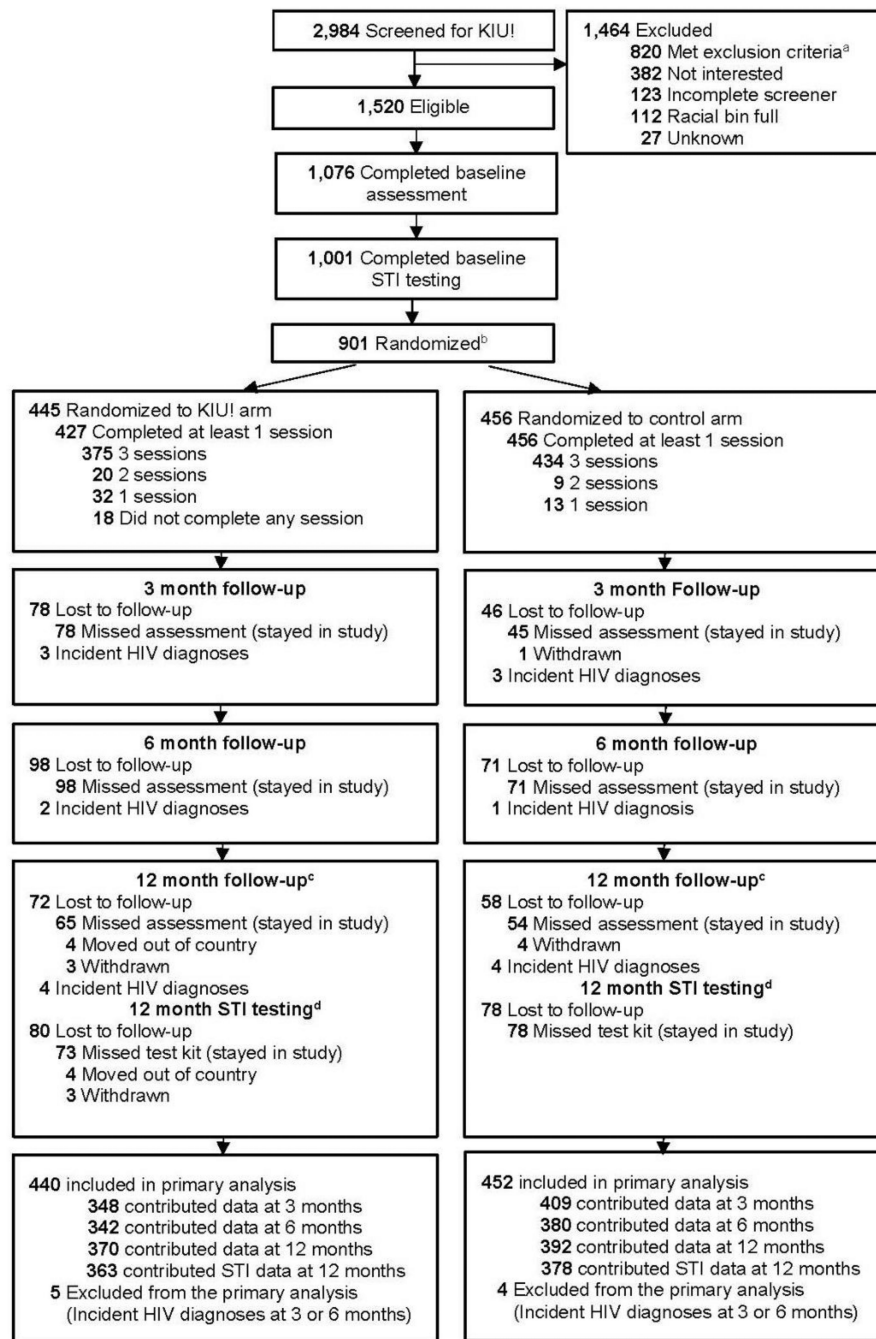 2,984 Screened for KIU!
1,464 Excluded
820 Met exclusion criteriaᵃ
382 Not interested
123 Incomplete screener
112 Racial bin full
27 Unknown
1,520 Eligible
1,076 Completed baseline
assessment
1,001 Completed baseline
STI testing
901 Randomizedᵇ
445 Randomized to KIU! arm
427 Completed at least 1 session
375 3 sessions
20 2 sessions
32 1 session
18 Did not complete any session
456 Randomized to control arm
456 Completed at least 1 session
434 3 sessions
9 2 sessions
13 1 session
3 month follow-up
78 Lost to follow-up
78 Missed assessment (stayed in study)
3 Incident HIV diagnoses
3 month Follow-up
46 Lost to follow-up
45 Missed assessment (stayed in study)
1 Withdrawn
3 Incident HIV diagnoses
6 month follow-up
98 Lost to follow-up
98 Missed assessment (stayed in study)
2 Incident HIV diagnoses
6 month follow-up
71 Lost to follow-up
71 Missed assessment (stayed in study)
1 Incident HIV diagnosis
12 month follow-upᶜ
72 Lost to follow-up
65 Missed assessment (stayed in study)
4 Moved out of country
3 Withdrawn
4 Incident HIV diagnoses
12 month STI testingᵈ
80 Lost to follow-up
73 Missed test kit (stayed in study)
4 Moved out of country
3 Withdrawn
12 month follow-upᶜ
58 Lost to follow-up
54 Missed assessment (stayed in study)
4 Withdrawn
4 Incident HIV diagnoses
12 month STI testingᵈ
78 Lost to follow-up
78 Missed test kit (stayed in study)
440 included in primary analysis
348 contributed data at 3 months
342 contributed data at 6 months
370 contributed data at 12 months
363 contributed STI data at 12 months
5 Excluded from the primary analysis
(Incident HIV diagnoses at 3 or 6 months)
452 included in primary analysis
409 contributed data at 3 months
380 contributed data at 6 months
392 contributed data at 12 months
378 contributed STI data at 12 months
4 Excluded from the primary analysis
(Incident HIV diagnoses at 3 or 6 months)